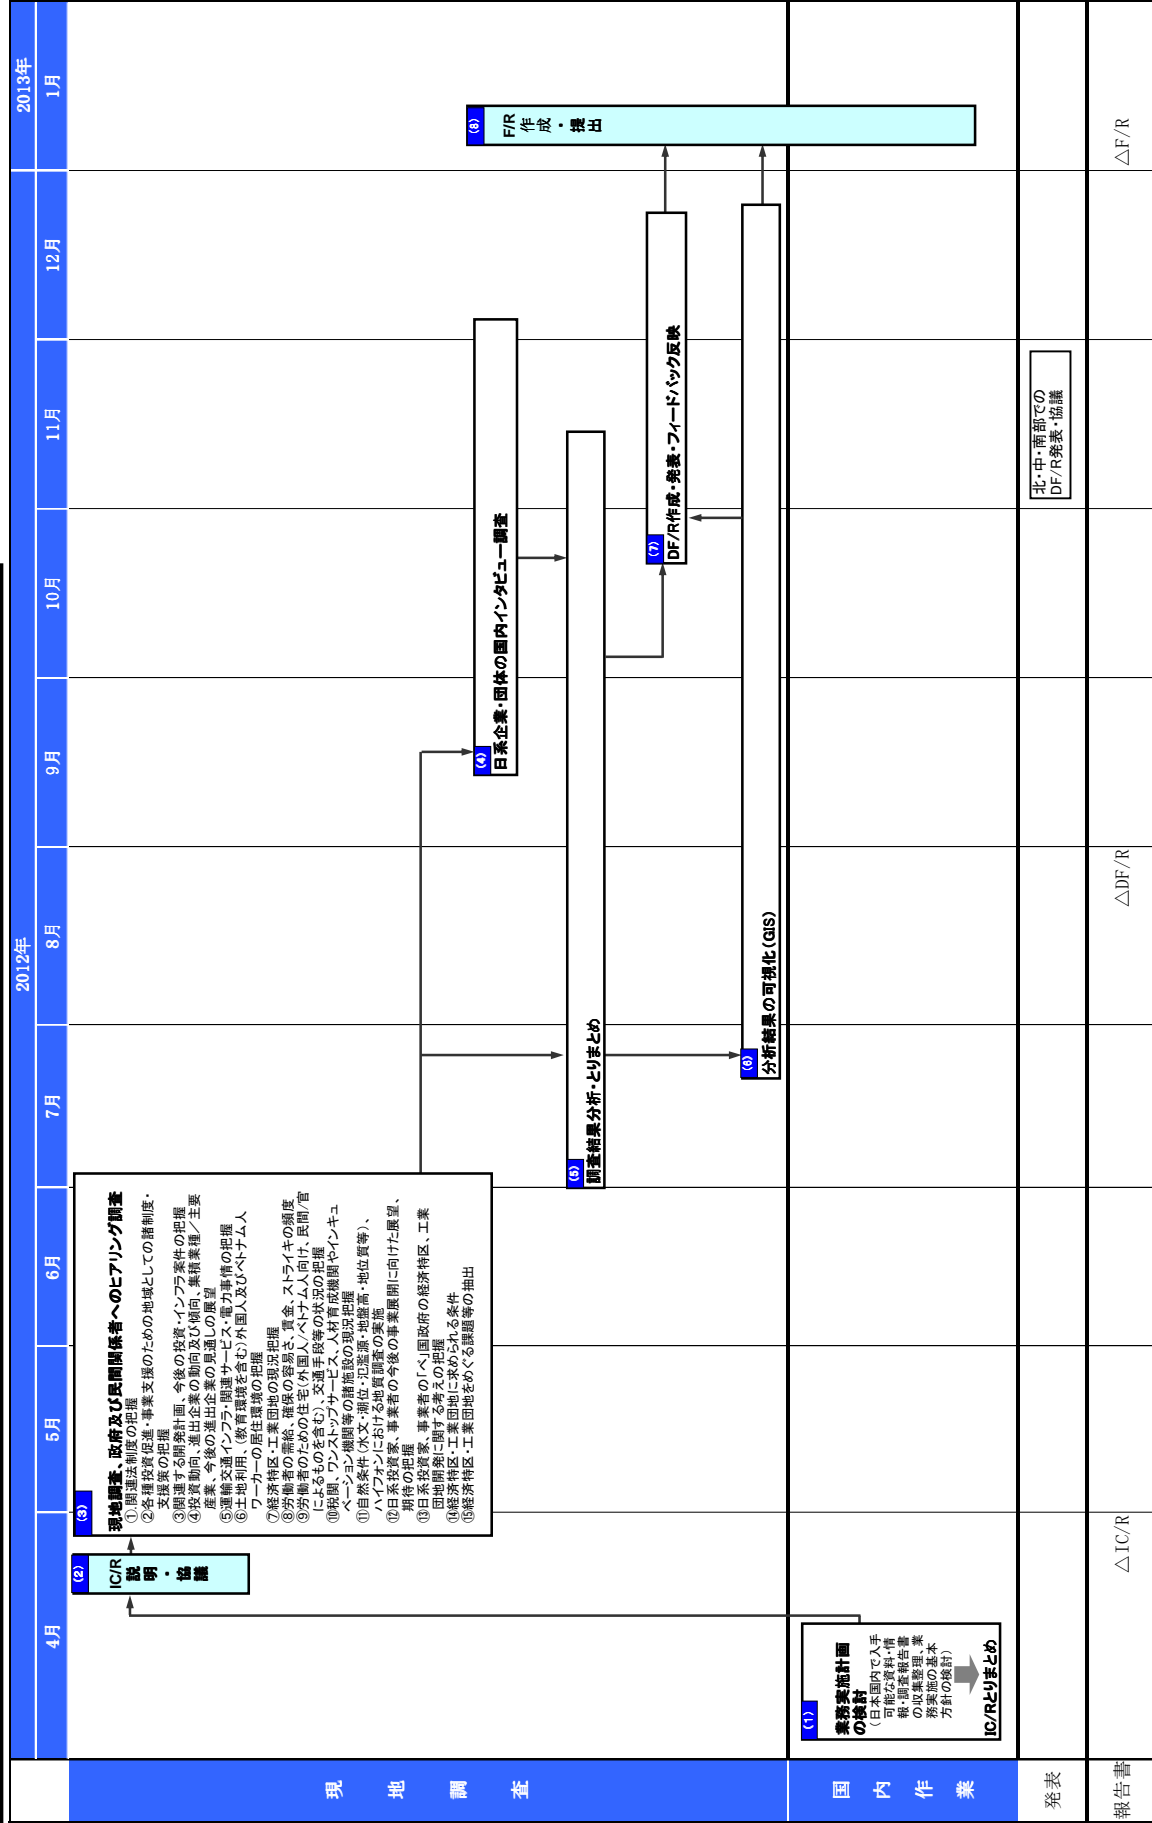 2012年
2013年
4月
5月
6月
7月
8月
9月
10月
11月
12月
1月
現地調査
(2)
IC/R
説明・協議
(3)
現地調査、政府及び民間関係者へのヒアリング調査
①.関連法制度の把握
②各種投資促進・事業支援のための地域としての諸制度・
支援策の把握
③関連する開発計画、今後の投資・インフラ案件の把握
④投資動向、進出企業の動向及び傾向、集積業種／主要
産業、今後の進出企業の見通しの展望
⑤運輸交通インフラ・関連サービス・電力事情の把握
⑥土地利用、（教育環境を含む）外国人及びベトナム人
ワーカーの居住環境の把握
⑦経済特区・工業団地の現況把握
⑧労働者の需給、確保の容易さ、賃金、ストライキの頻度
⑨労働者のための住宅（外国人/ベトナム人向け、民間/官
によるものを含む）、交通手段等の状況の把握
⑩税関、ワンストップサービス、人材育成機関やインキュ
ベーション機関等の諸施設の現況把握
⑪自然条件（水文・潮位・氾濫源・地盤高・地位質等）、
ハイフォンにおける地質調査の実施
⑫日系投資家、事業者の今後の事業展開に向けた展望、
期待の把握
⑬日系投資家、事業者の「ベ」国政府の経済特区、工業
団地開発に関する考えの把握
⑭経済特区・工業団地に求められる条件
⑮経済特区・工業団地をめぐる課題等の抽出
(4)
日系企業・団体の国内インタビュー調査
(5)
調査結果分析・とりまとめ
(7)
DF/R作成・発表・フィードバック反映
(6)
分析結果の可視化（GIS）
(8)
F/R
作成・提出
国内作業
(1)
業務実施計画
の検討
（日本国内で入手
可能な資料・情
報・調査報告書
の収集整理、業
務実施の基本
方針の検討）
IC/Rとりまとめ
発表
北・中・南部での
DF/R発表・協議
報告書
△IC/R
△DF/R
△F/R